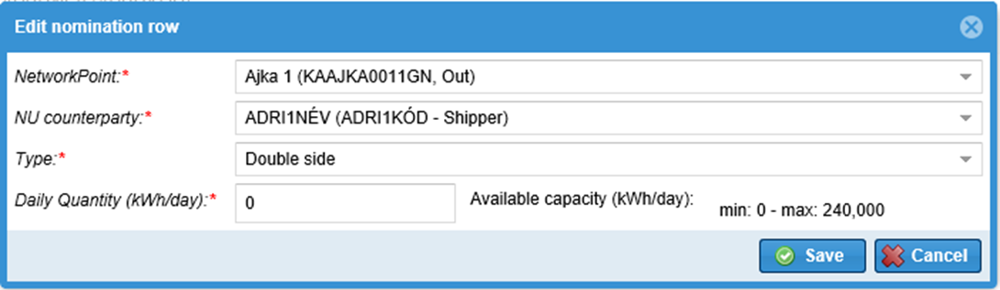 Edit nomination row
NetworkPoint:* Ajka 1 (KAAJKA0011GN, Out)
NU counterparty:* ADRI1NÉV (ADRI1KÓD - Shipper)
Type:* Double side
Daily Quantity (kWh/day):* 0 Available capacity (kWh/day): min: 0 - max: 240,000
Save Cancel